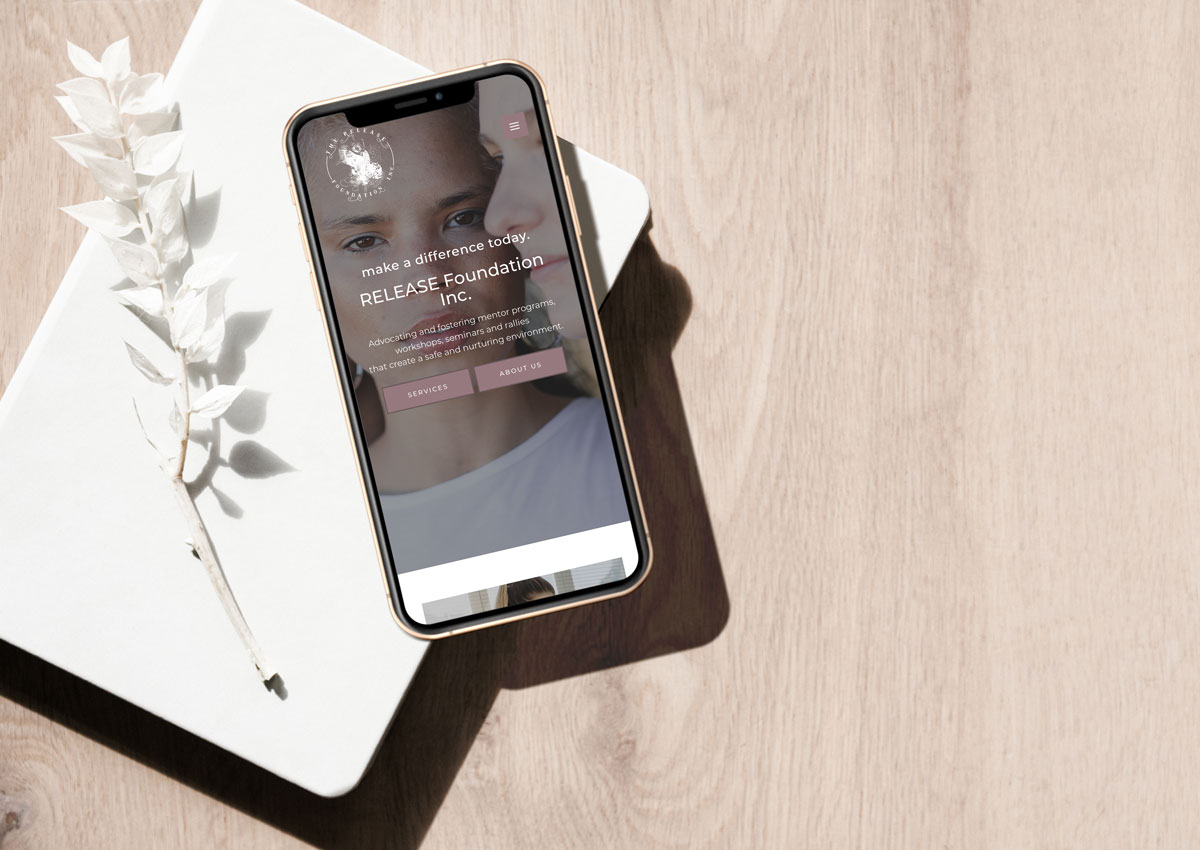 THE RELEASE
FOUNDATION INC.
make a difference today.
RELEASE Foundation
Inc.
Advocating and fostering mentor programs,
workshops, seminars and rallies
that create a safe and nurturing environment.
SERVICES
ABOUT US